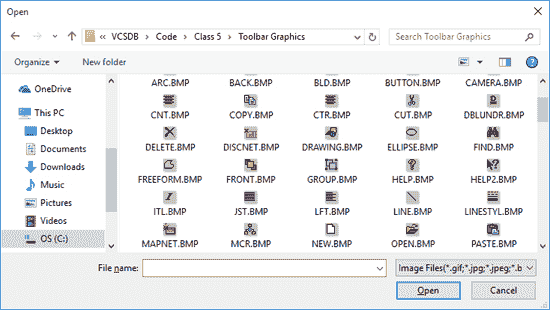 Open
VCSDB > Code > Class 5 > Toolbar Graphics
Search Toolbar Graphics
Organize New folder
OneDrive
This PC
Desktop
Documents
Downloads
Music
Pictures
Videos
OS (C:)
ARC.BMP BACK.BMP BLD.BMP BUTTON.BMP CAMERA.BMP
CNT.BMP COPY.BMP CTR.BMP CUT.BMP DBLUNDR.BMP
DELETE.BMP DISCNET.BMP DRAWING.BMP ELLIPSE.BMP FIND.BMP
FREEFORM.BMP FRONT.BMP GROUP.BMP HELP.BMP HELP2.BMP
ITL.BMP JST.BMP LFT.BMP LINE.BMP LINESTYL.BMP
MAPNET.BMP MCR.BMP NEW.BMP OPEN.BMP PASTE.BMP
File name:
Image Files(*.gif;*.jpg;*.jpeg;*.b
Open Cancel